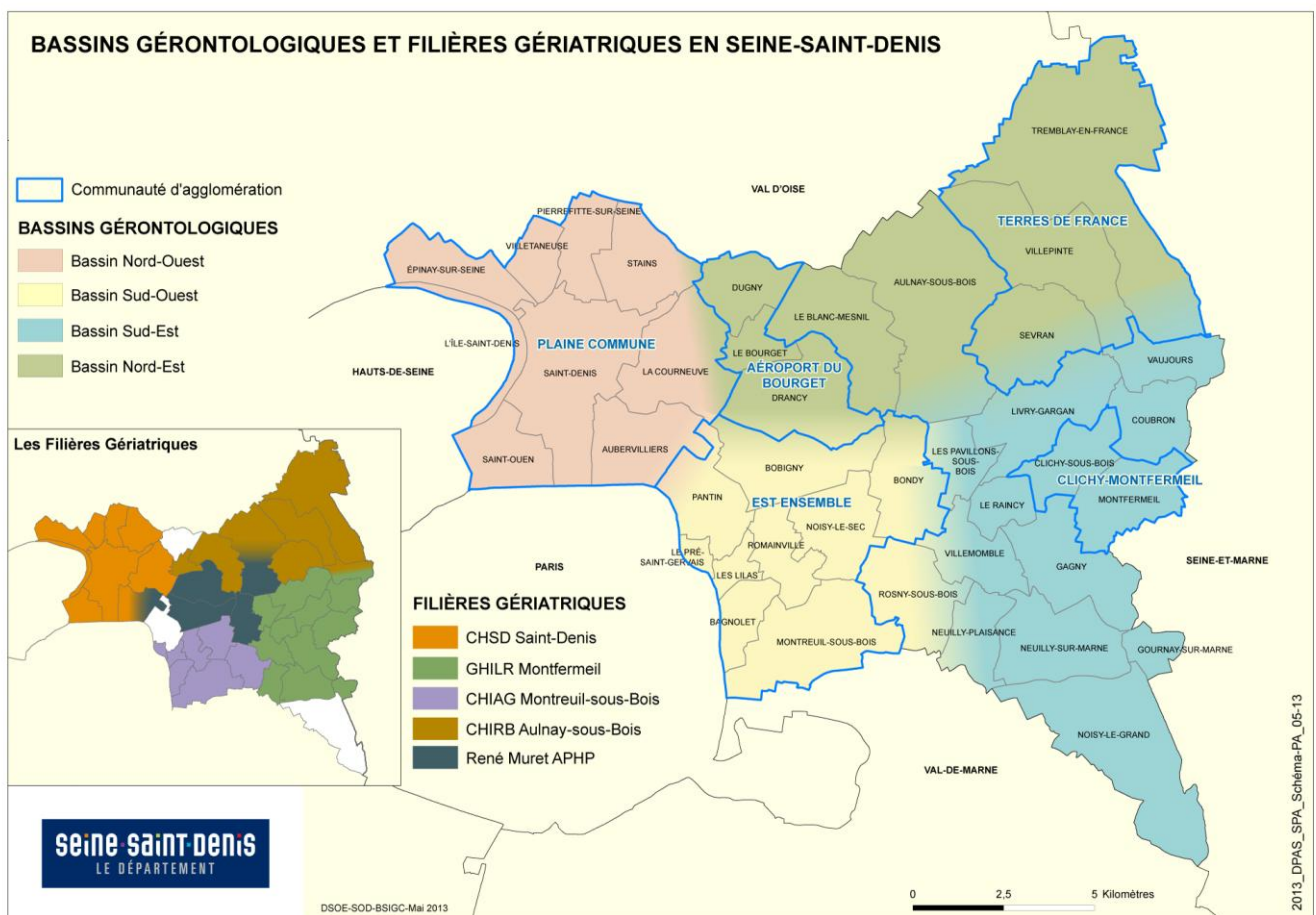 BASSINS GÉRONTOLOGIQUES ET FILIÈRES GÉRIATRIQUES EN SEINE-SAINT-DENIS
Communauté d'agglomération
BASSINS GÉRONTOLOGIQUES
Bassin Nord-Ouest
Bassin Sud-Ouest
Bassin Sud-Est
Bassin Nord-Est
Les Filières Gériatriques
FILIÈRES GÉRIATRIQUES
CHSD Saint-Denis
GHILR Montfermeil
CHIAG Montreuil-sous-Bois
CHIRB Aulnay-sous-Bois
René Muret APHP
VAL D'OISE
HAUTS-DE-SEINE
PARIS
VAL-DE-MARNE
SEINE-ET-MARNE
PIERREFITTE-SUR-SEINE
VILLETANEUSE
ÉPINAY-SUR-SEINE
STAINS
L'ÎLE-SAINT-DENIS
PLAINE COMMUNE
SAINT-DENIS
LA COURNEUVE
SAINT-OUEN
AUBERVILLIERS
TREMBLAY-EN-FRANCE
TERRES DE FRANCE
VILLEPINTE
AULNAY-SOUS-BOIS
DUGNY
LE BLANC-MESNIL
SEVRAN
LE BOURGET
AÉROPORT DU
BOURGET
DRANCY
VAUJOURS
LIVRY-GARGAN
COUBRON
LES PAVILLONS-
SOUS-
BOIS
CLICHY-SOUS-BOIS
CLICHY-MONTFERMEIL
MONTFERMEIL
BOBIGNY
BONDY
PANTIN
EST ENSEMBLE
LE RAINCY
NOISY-LE-SEC
ROMAINVILLE
LE PRÉ-
SAINT-GERVAIS
LES LILAS
VILLEMOMBLE
GAGNY
ROSNY-SOUS-BOIS
BAGNOLET
MONTREUIL-SOUS-BOIS
NEUILLY-PLAISANCE
NEUILLY-SUR-MARNE
GOURNAY-SUR-MARNE
NOISY-LE-GRAND
seine-saint-denis
LE DÉPARTEMENT
DSOE-SOD-BSIGC-Mai 2013
0 2,5 5 Kilomètres
2013_DPAS_SPA_Schéma-PA_05-13